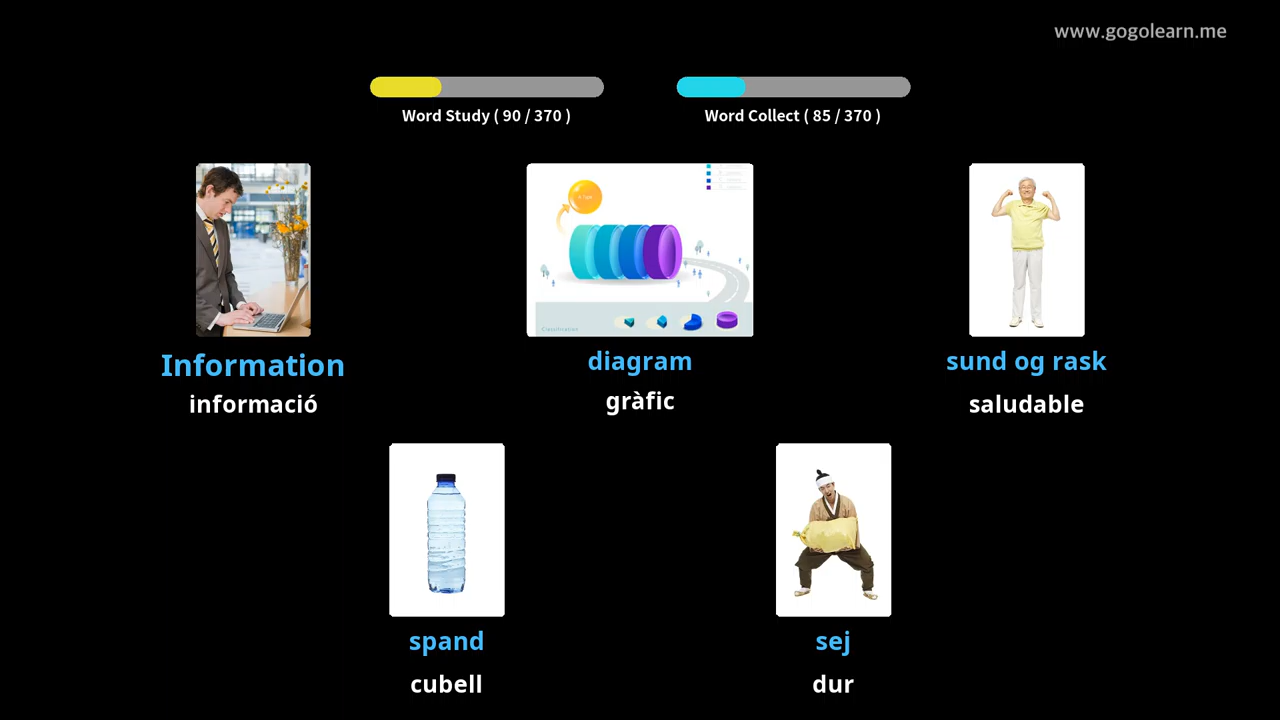 www.gogolearn.me
Word Study ( 90 / 370 )
Word Collect ( 85 / 370 )
Classification
Information
informació
diagram
gràfic
sund og rask
saludable
spand
cubell
sej
dur